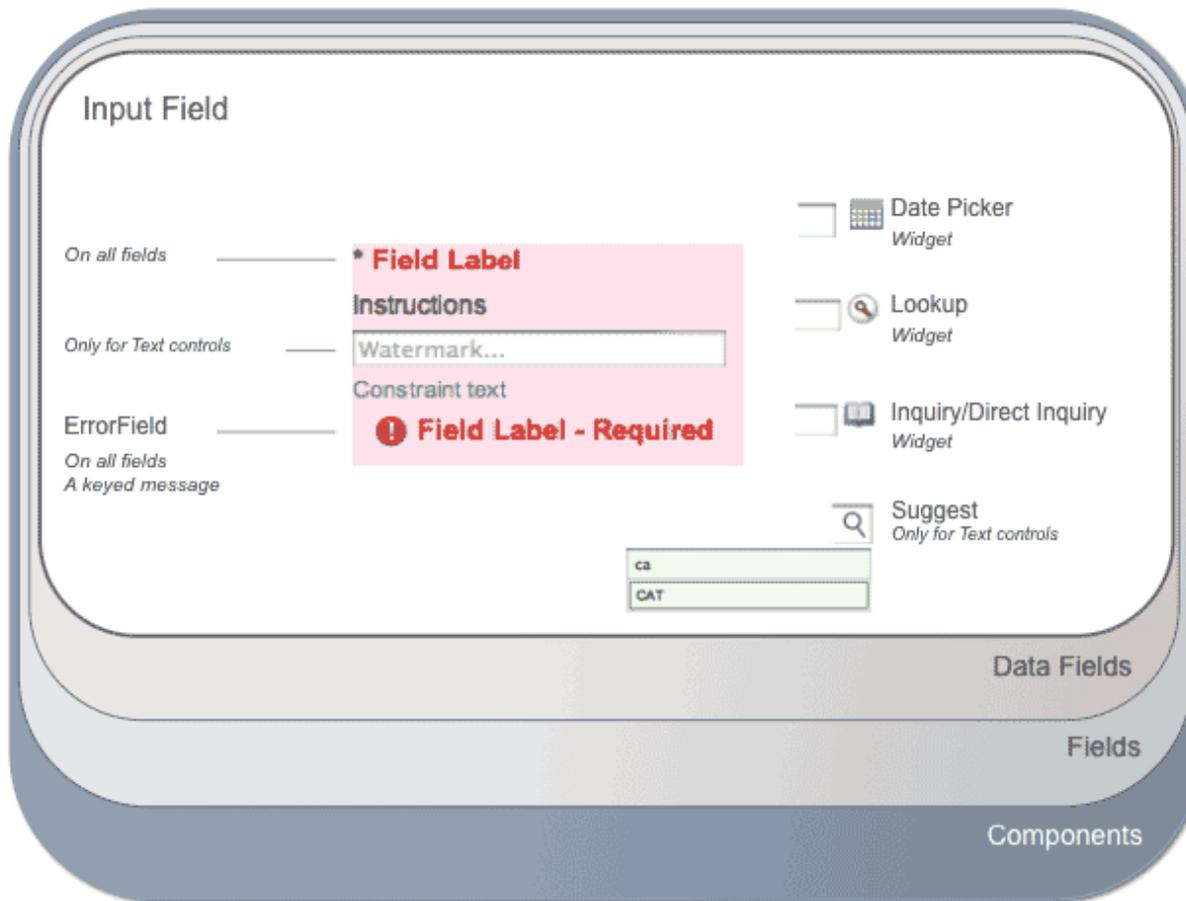 Input Field
On all fields
* Field Label
Instructions
Only for Text controls
Watermark...
Constraint text
ErrorField
On all fields
A keyed message
Field Label - Required
Date Picker
Widget
Lookup
Widget
Inquiry/Direct Inquiry
Widget
Suggest
Only for Text controls
ca
CAT
Data Fields
Fields
Components